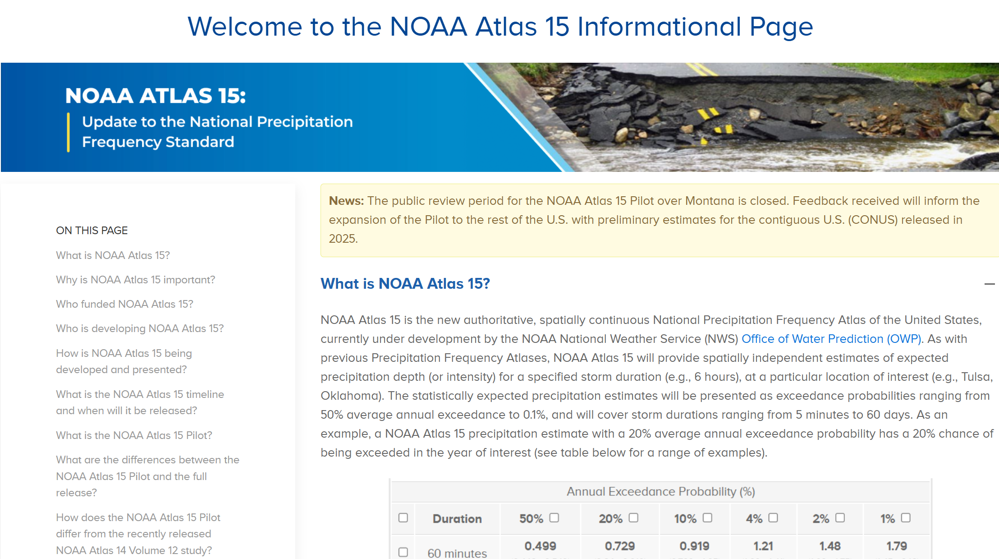 Welcome to the NOAA Atlas 15 Informational Page
NOAA ATLAS 15:
Update to the National Precipitation
Frequency Standard
ON THIS PAGE
What is NOAA Atlas 15?
Why is NOAA Atlas 15 important?
Who funded NOAA Atlas 15?
Who is developing NOAA Atlas 15?
How is NOAA Atlas 15 being
developed and presented?
What is the NOAA Atlas 15 timeline
and when will it be released?
What is the NOAA Atlas 15 Pilot?
What are the differences between the
NOAA Atlas 15 Pilot and the full
release?
How does the NOAA Atlas 15 Pilot
differ from the recently released
NOAA Atlas 14 Volume 12 study?
News: The public review period for the NOAA Atlas 15 Pilot over Montana is closed. Feedback received will inform the
expansion of the Pilot to the rest of the U.S. with preliminary estimates for the contiguous U.S. (CONUS) released in
2025.
What is NOAA Atlas 15?
NOAA Atlas 15 is the new authoritative, spatially continuous National Precipitation Frequency Atlas of the United States,
currently under development by the NOAA National Weather Service (NWS) Office of Water Prediction (OWP). As with
previous Precipitation Frequency Atlases, NOAA Atlas 15 will provide spatially independent estimates of expected
precipitation depth (or intensity) for a specified storm duration (e.g., 6 hours), at a particular location of interest (e.g., Tulsa,
Oklahoma). The statistically expected precipitation estimates will be presented as exceedance probabilities ranging from
50% average annual exceedance to 0.1%, and will cover storm durations ranging from 5 minutes to 60 days. As an
example, a NOAA Atlas 15 precipitation estimate with a 20% average annual exceedance probability has a 20% chance of
being exceeded in the year of interest (see table below for a range of examples).
Annual Exceedance Probability (%)
Duration 50% 20% 10% 4% 2% 1%
60 minutes 0.499 0.729 0.919 1.21 1.48 1.79